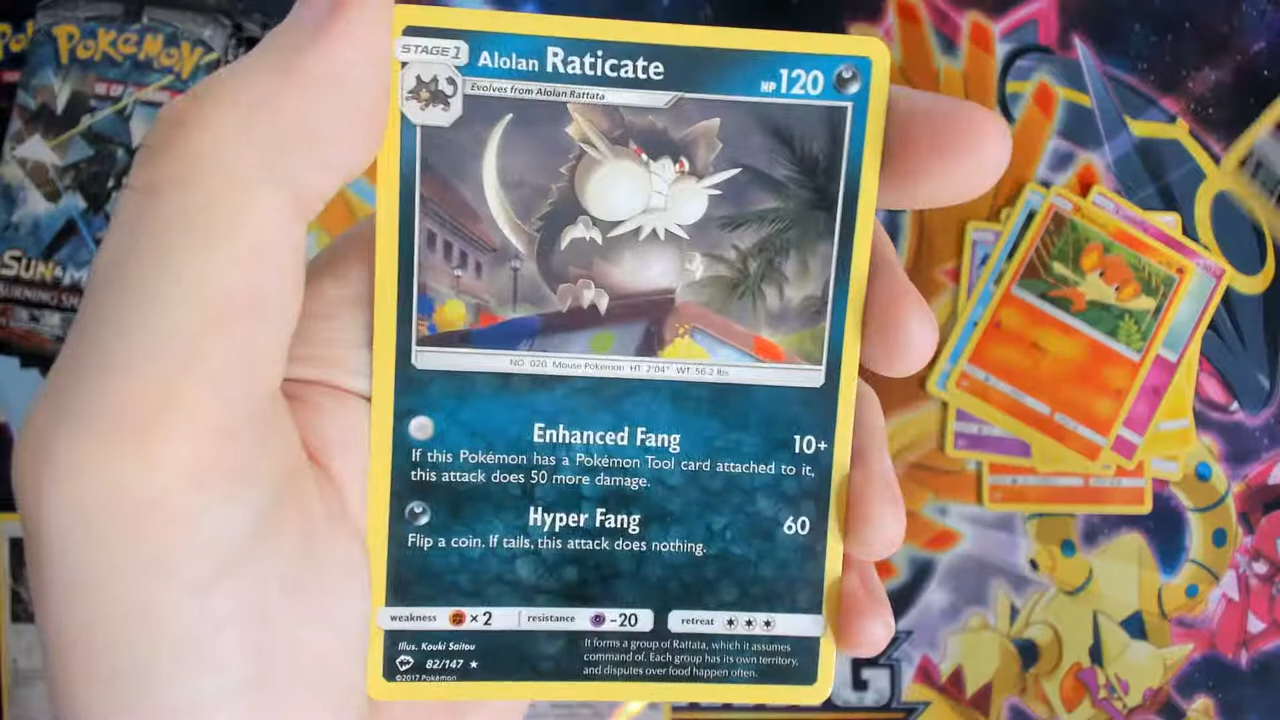 POKéMON
SUN & M
BURNING SH
STAGE 1
Alolan Raticate
HP 120
Evolves from Alolan Rattata
NO. 020 Mouse Pokémon HT: 2'04" WT: 56.2 lbs.
Enhanced Fang 10+
If this Pokémon has a Pokémon Tool card attached to it,
this attack does 50 more damage.
Hyper Fang 60
Flip a coin. If tails, this attack does nothing.
weakness ×2 resistance -20 retreat
Illus. Kouki Saitou
82/147 ★
©2017 Pokémon
It forms a group of Rattata, which it assumes
command of. Each group has its own territory,
and disputes over food happen often.